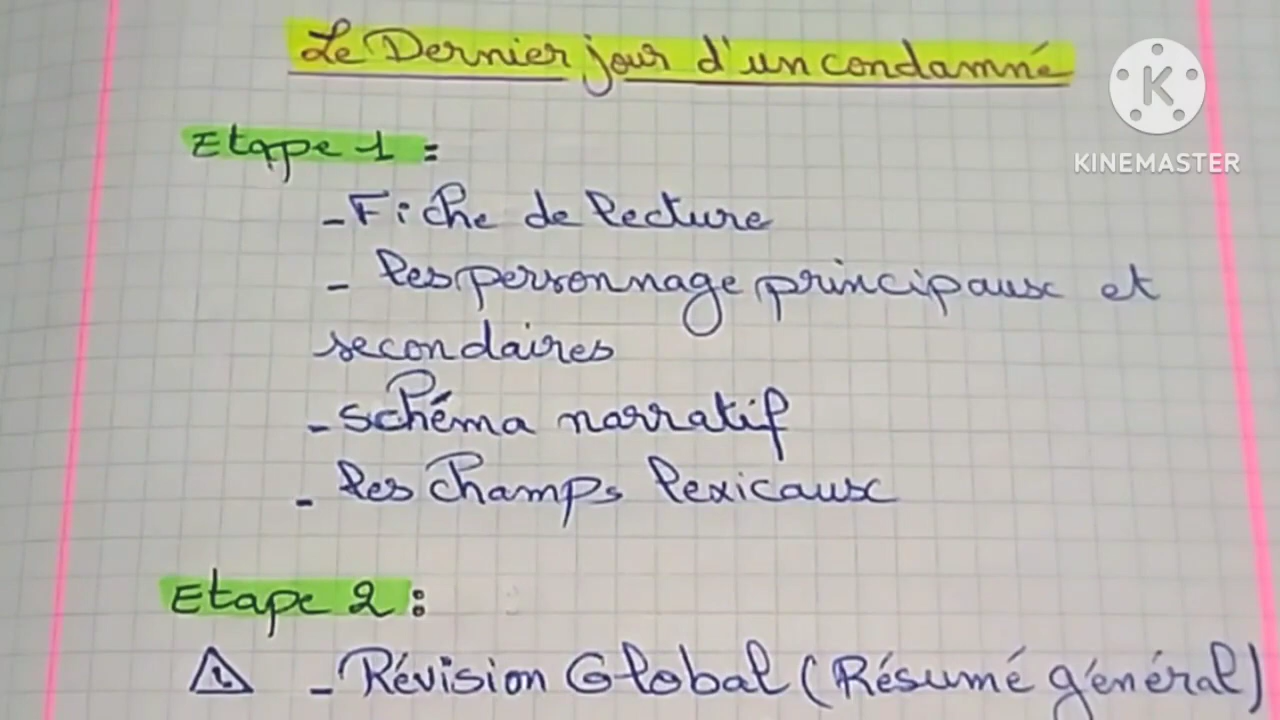 Le Dernier jour d'un condamné
K
KINEMASTER
Etape 1 :
- Fiche de lecture
- les personnage principaux et
secondaires
- schéma narratif
- les champs lexicaux
Etape 2 :
! - Révision Global (Résumé général)